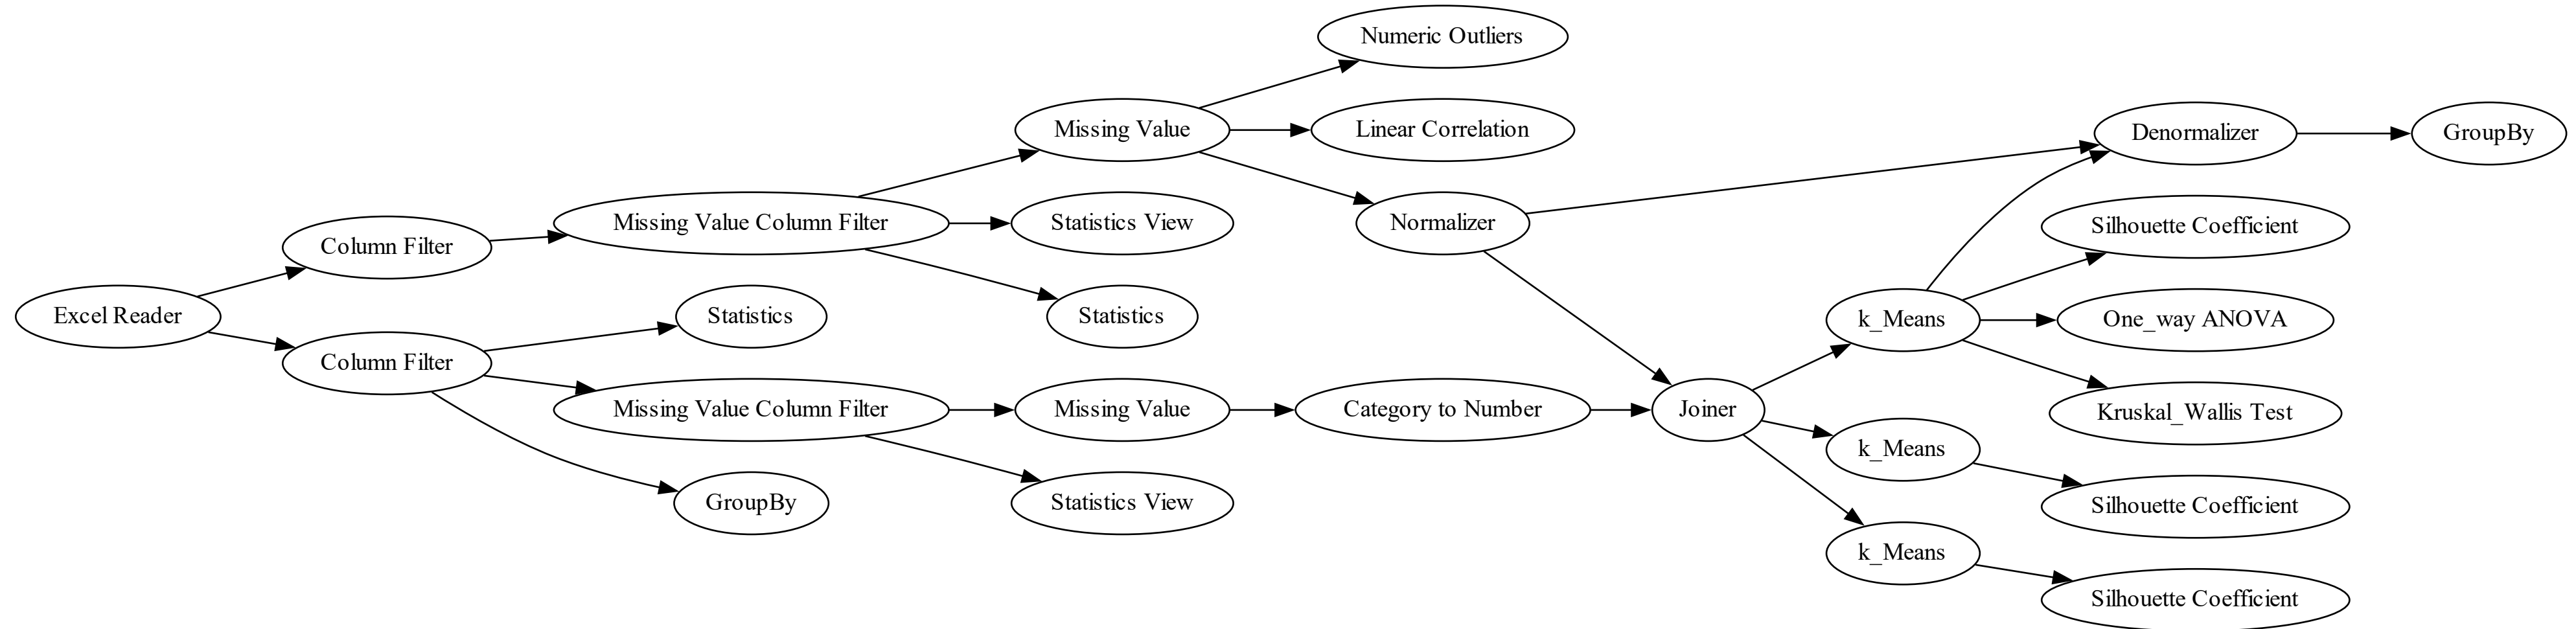 Excel Reader
Column Filter
Column Filter
Missing Value Column Filter
Statistics
Missing Value Column Filter
GroupBy
Missing Value
Statistics View
Statistics
Missing Value
Statistics View
Numeric Outliers
Linear Correlation
Normalizer
Category to Number
Joiner
k_Means
k_Means
k_Means
Denormalizer
Silhouette Coefficient
One_way ANOVA
Kruskal_Wallis Test
Silhouette Coefficient
Silhouette Coefficient
GroupBy